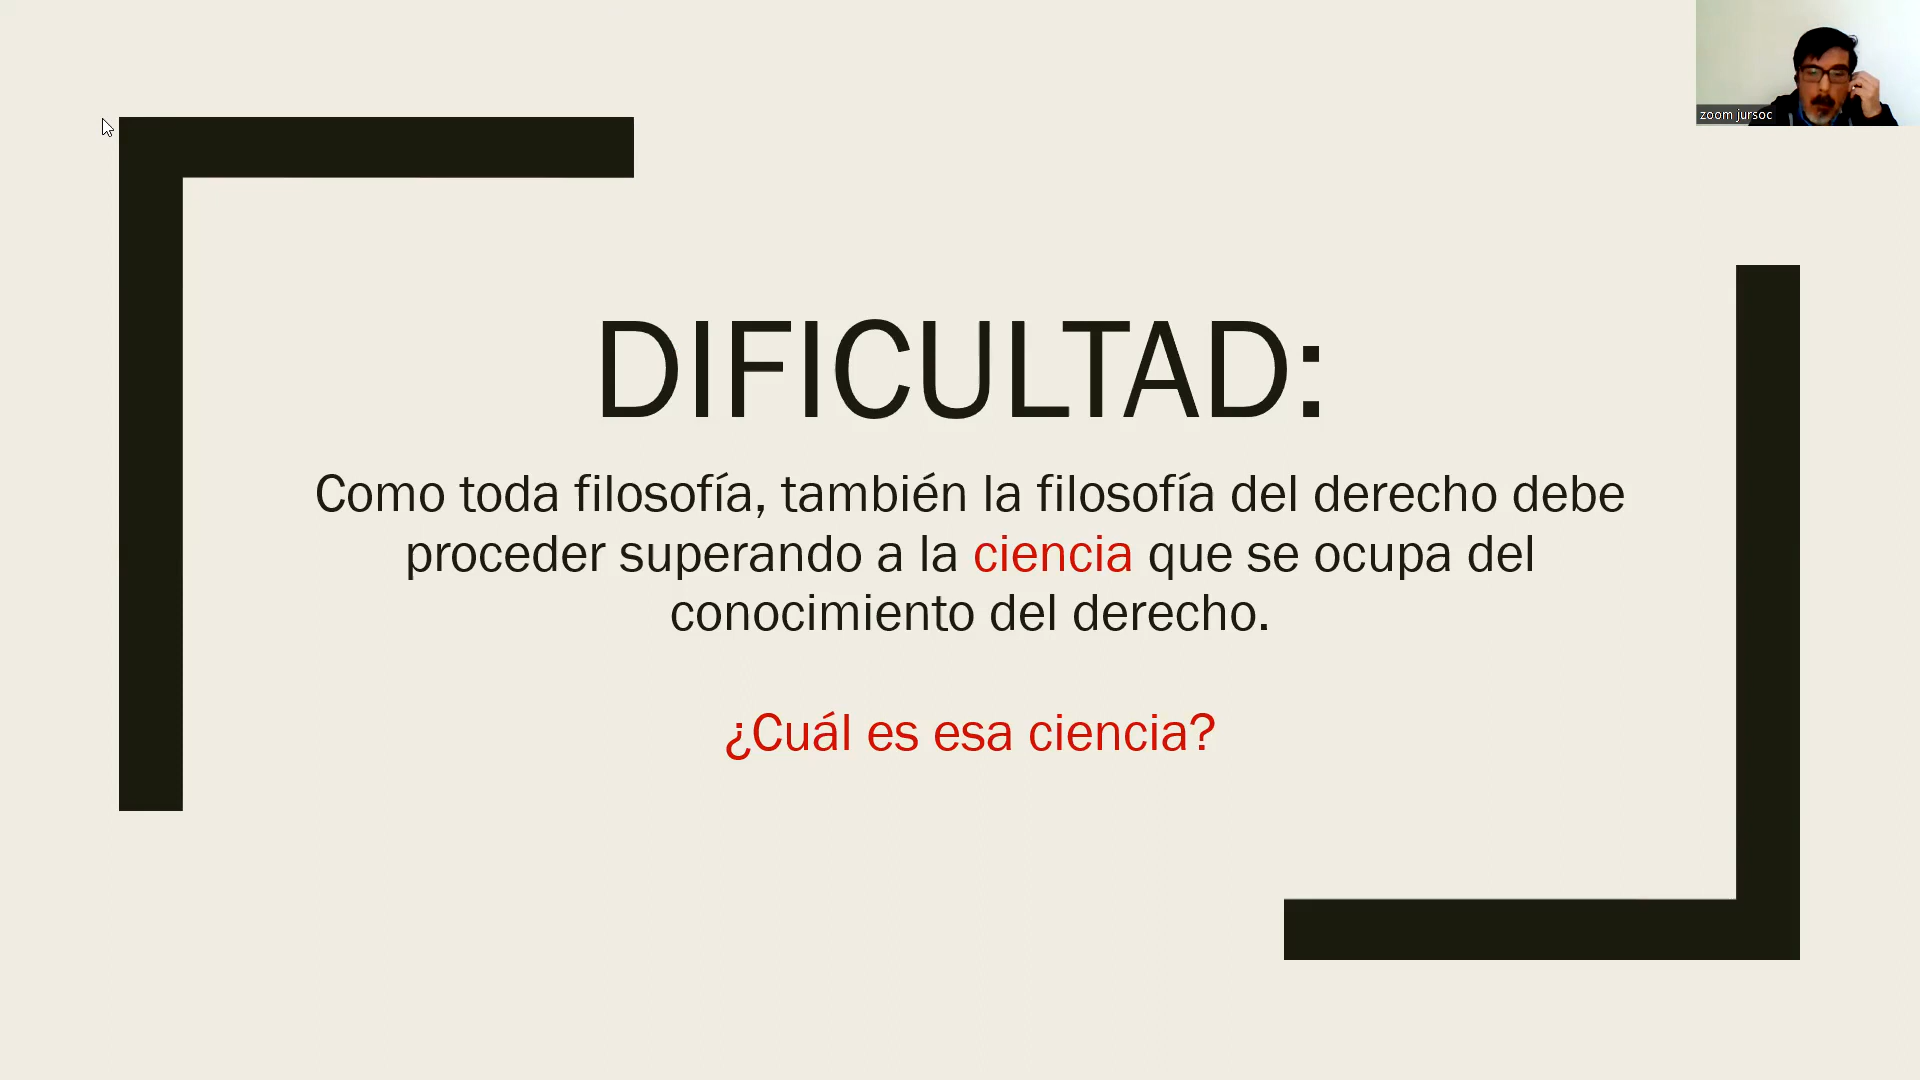 zoom jursoc
DIFICULTAD:
Como toda filosofía, también la filosofía del derecho debe
proceder superando a la ciencia que se ocupa del
conocimiento del derecho.
¿Cuál es esa ciencia?